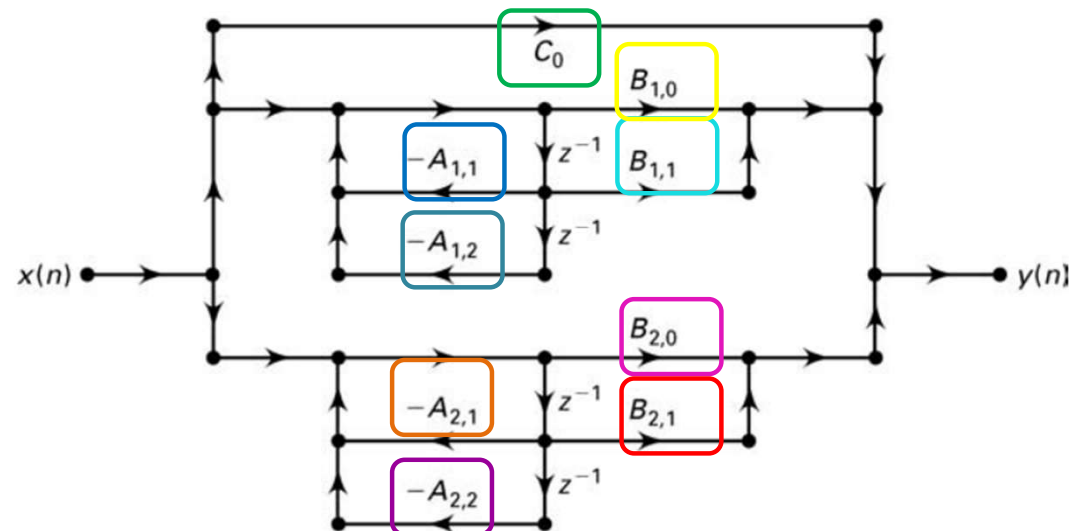 C₀
B₁,₀
−A₁,₁ z⁻¹ B₁,₁
−A₁,₂ z⁻¹
x(n) y(n)
B₂,₀
−A₂,₁ z⁻¹ B₂,₁
−A₂,₂ z⁻¹